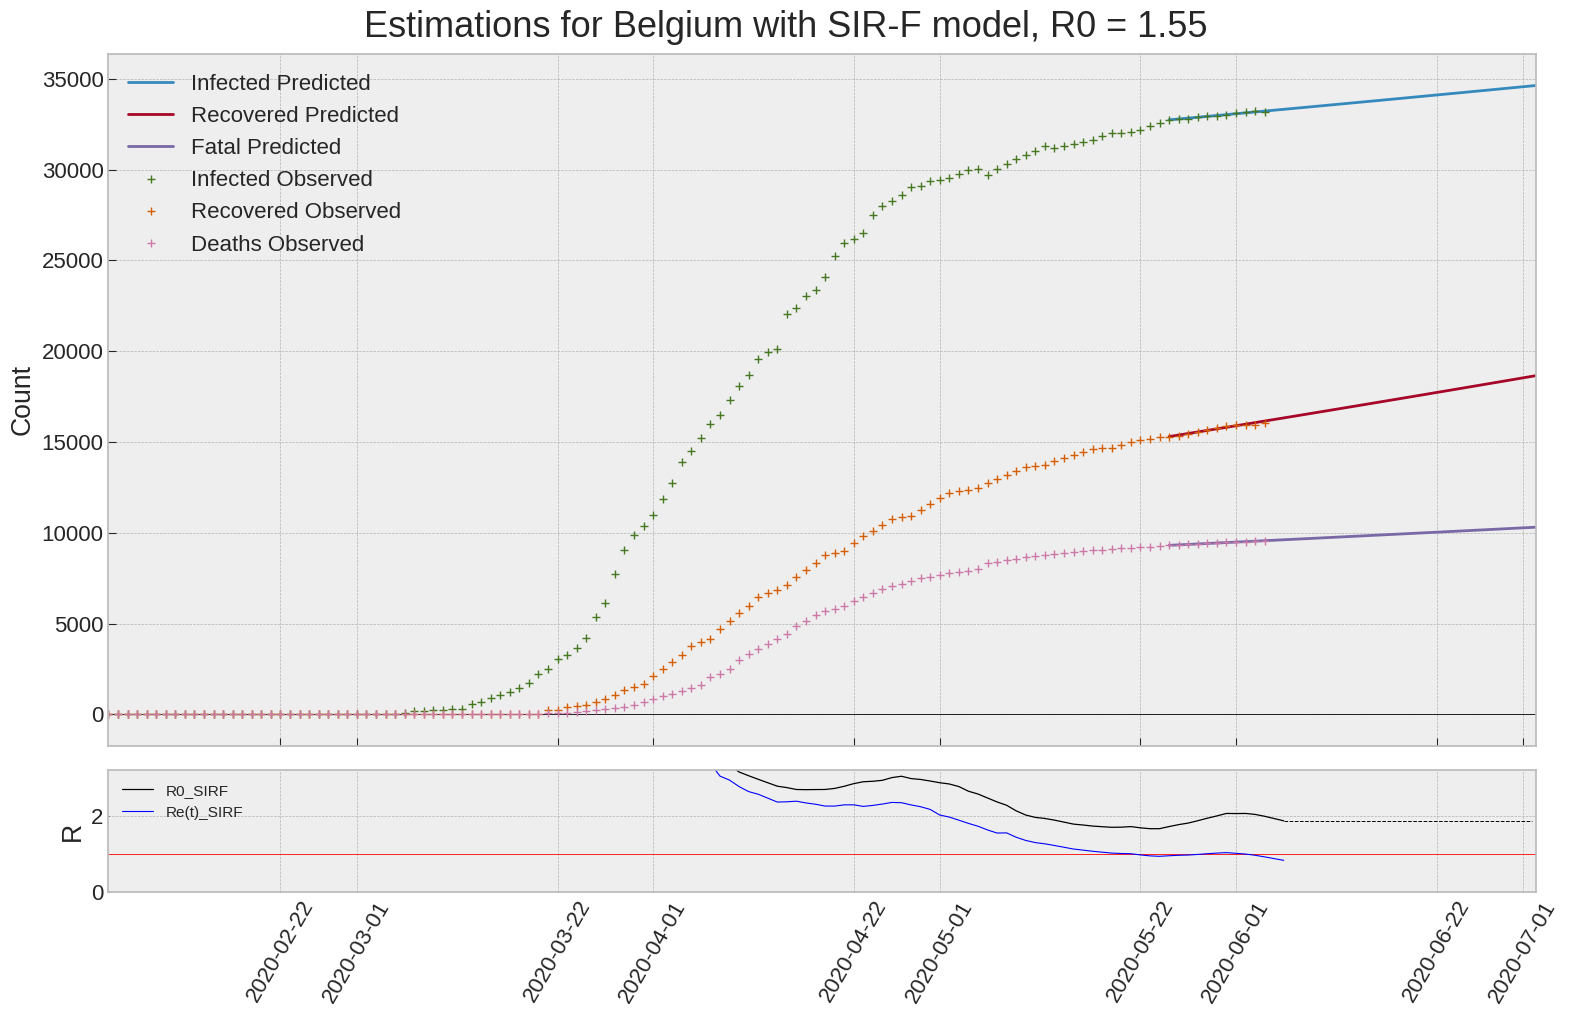 Estimations for Belgium with SIR-F model, R0 = 1.55
Infected Predicted
Recovered Predicted
Fatal Predicted
Infected Observed
Recovered Observed
Deaths Observed
35000
30000
25000
20000
15000
10000
5000
0
Count
R0_SIRF
Re(t)_SIRF
2
0
R
2020-02-22
2020-03-01
2020-03-22
2020-04-01
2020-04-22
2020-05-01
2020-05-22
2020-06-01
2020-06-22
2020-07-01